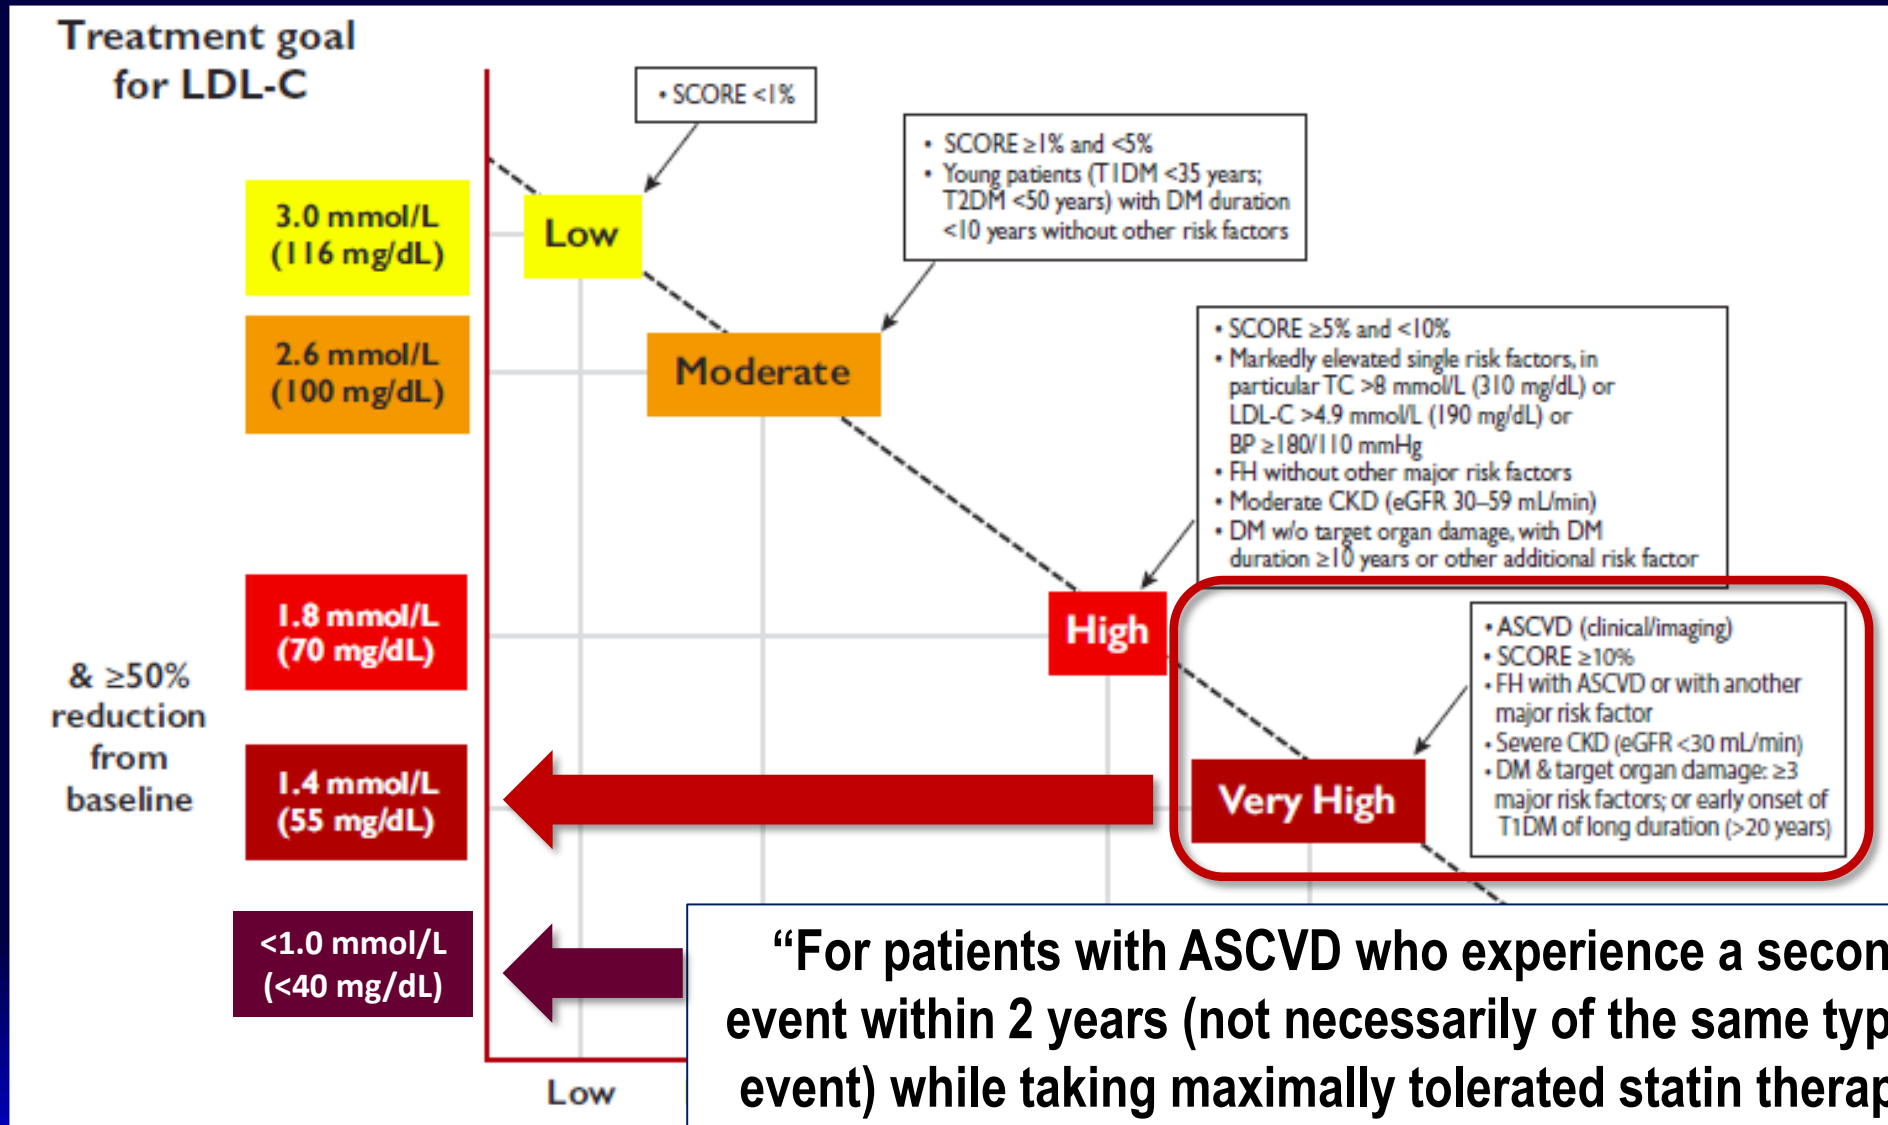 Treatment goal
for LDL-C
• SCORE <1%
• SCORE ≥1% and <5%
• Young patients (T1DM <35 years;
T2DM <50 years) with DM duration
<10 years without other risk factors
3.0 mmol/L
(116 mg/dL)
Low
2.6 mmol/L
(100 mg/dL)
Moderate
• SCORE ≥5% and <10%
• Markedly elevated single risk factors, in
particular TC >8 mmol/L (310 mg/dL) or
LDL-C >4.9 mmol/L (190 mg/dL) or
BP ≥180/110 mmHg
• FH without other major risk factors
• Moderate CKD (eGFR 30–59 mL/min)
• DM w/o target organ damage, with DM
duration ≥10 years or other additional risk factor
1.8 mmol/L
(70 mg/dL)
High
• ASCVD (clinical/imaging)
• SCORE ≥10%
• FH with ASCVD or with another
major risk factor
• Severe CKD (eGFR <30 mL/min)
• DM & target organ damage: ≥3
major risk factors; or early onset of
T1DM of long duration (>20 years)
& ≥50%
reduction
from
baseline
1.4 mmol/L
(55 mg/dL)
Very High
<1.0 mmol/L
(<40 mg/dL)
“For patients with ASCVD who experience a secon
event within 2 years (not necessarily of the same typ
event) while taking maximally tolerated statin therap
Low